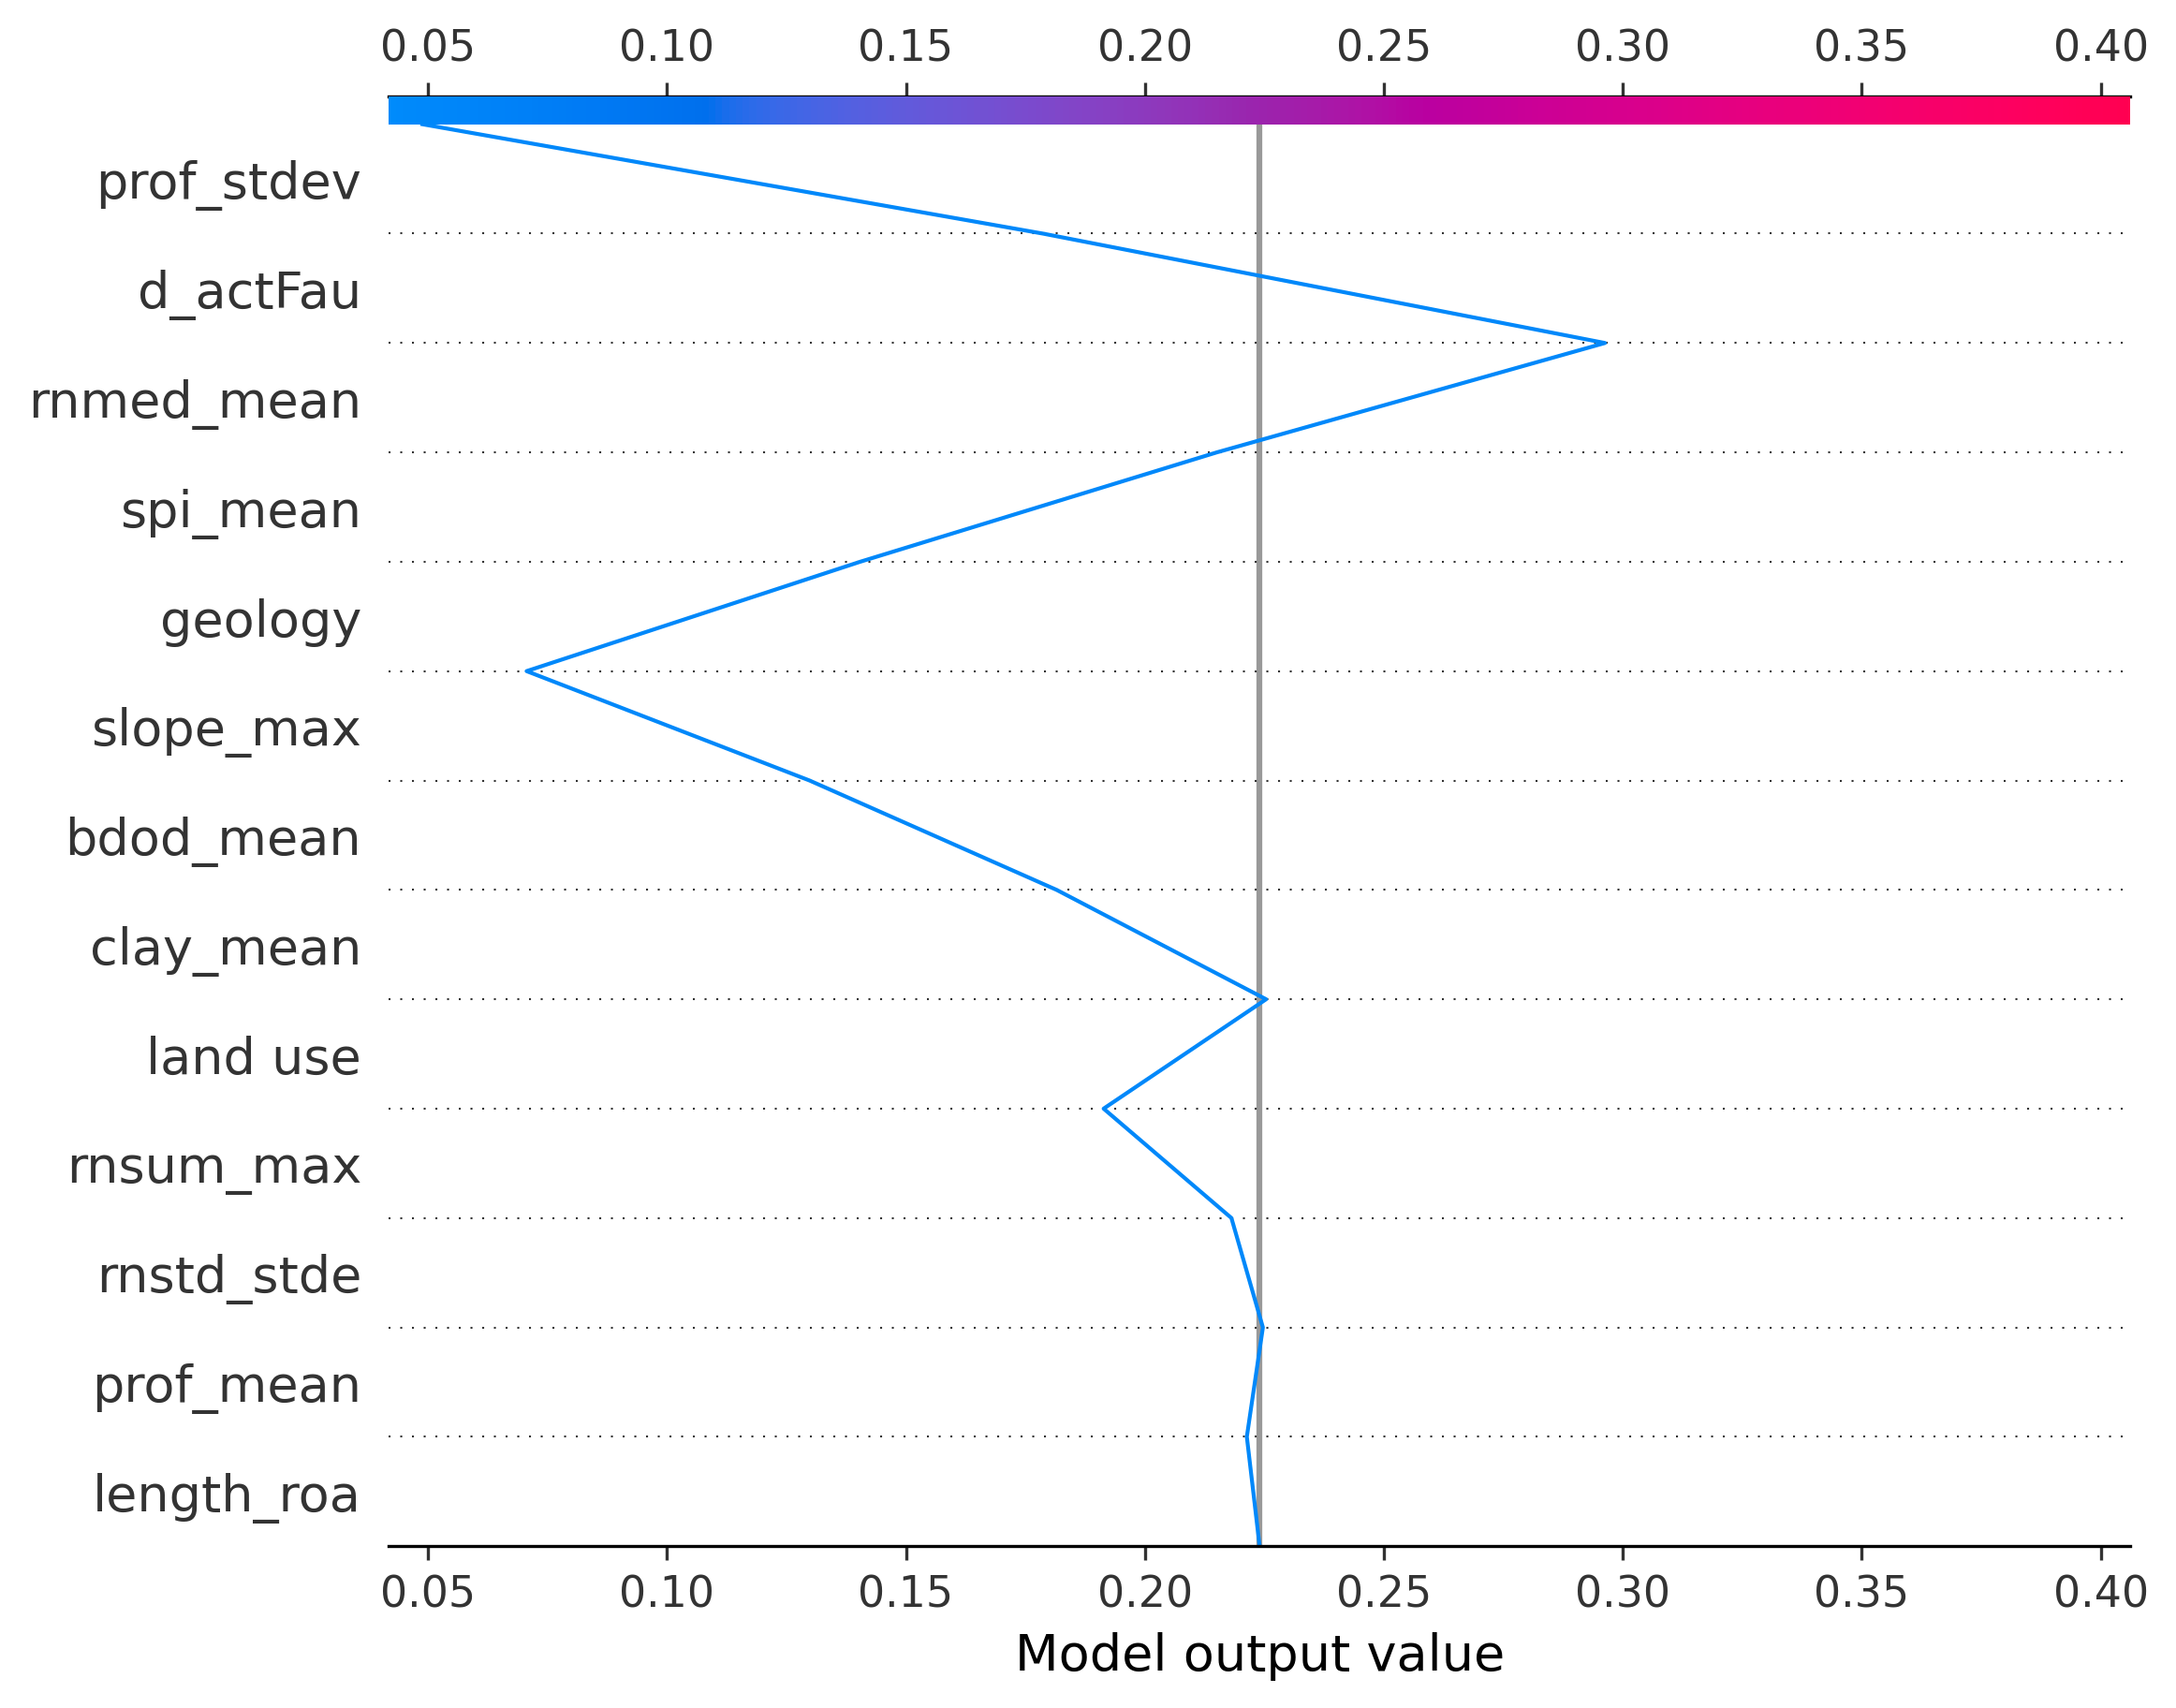 0.05 0.10 0.15 0.20 0.25 0.30 0.35 0.40
prof_stdev
d_actFau
rnmed_mean
spi_mean
geology
slope_max
bdod_mean
clay_mean
land use
rnsum_max
rnstd_stde
prof_mean
length_roa
0.05 0.10 0.15 0.20 0.25 0.30 0.35 0.40
Model output value